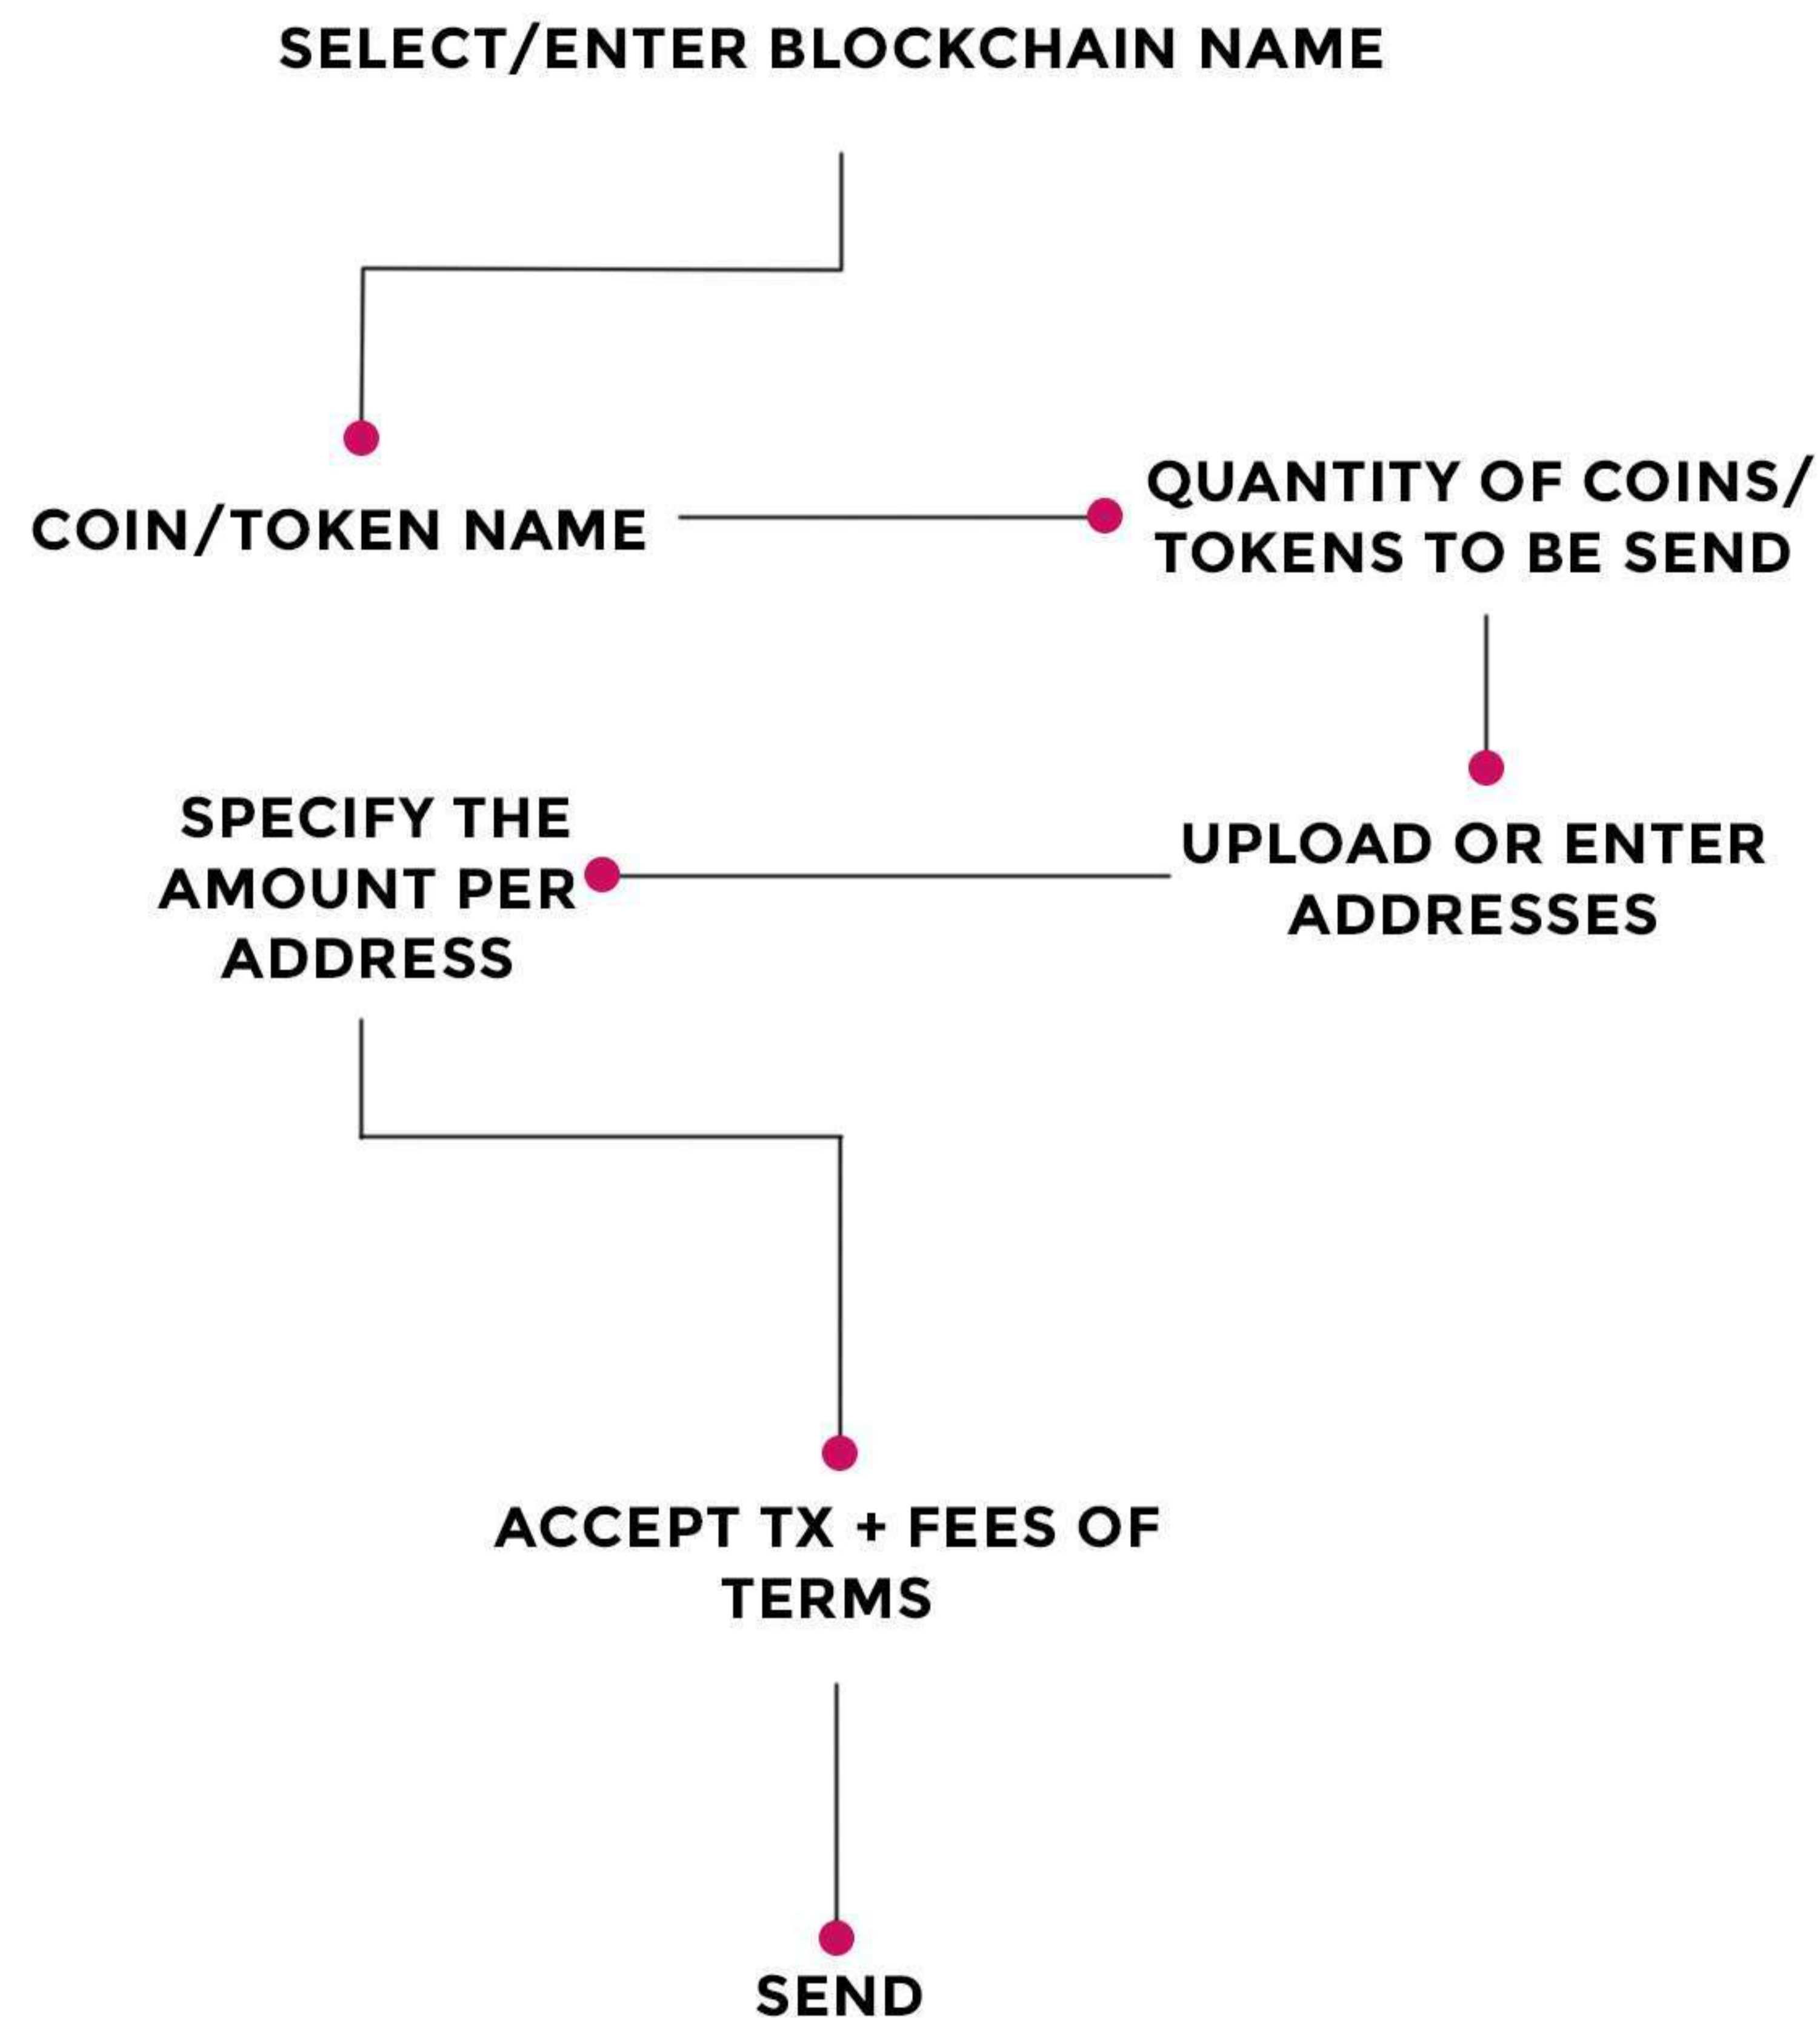 SELECT/ENTER BLOCKCHAIN NAME
COIN/TOKEN NAME
QUANTITY OF COINS/
TOKENS TO BE SEND
UPLOAD OR ENTER
ADDRESSES
SPECIFY THE
AMOUNT PER
ADDRESS
ACCEPT TX + FEES OF
TERMS
SEND